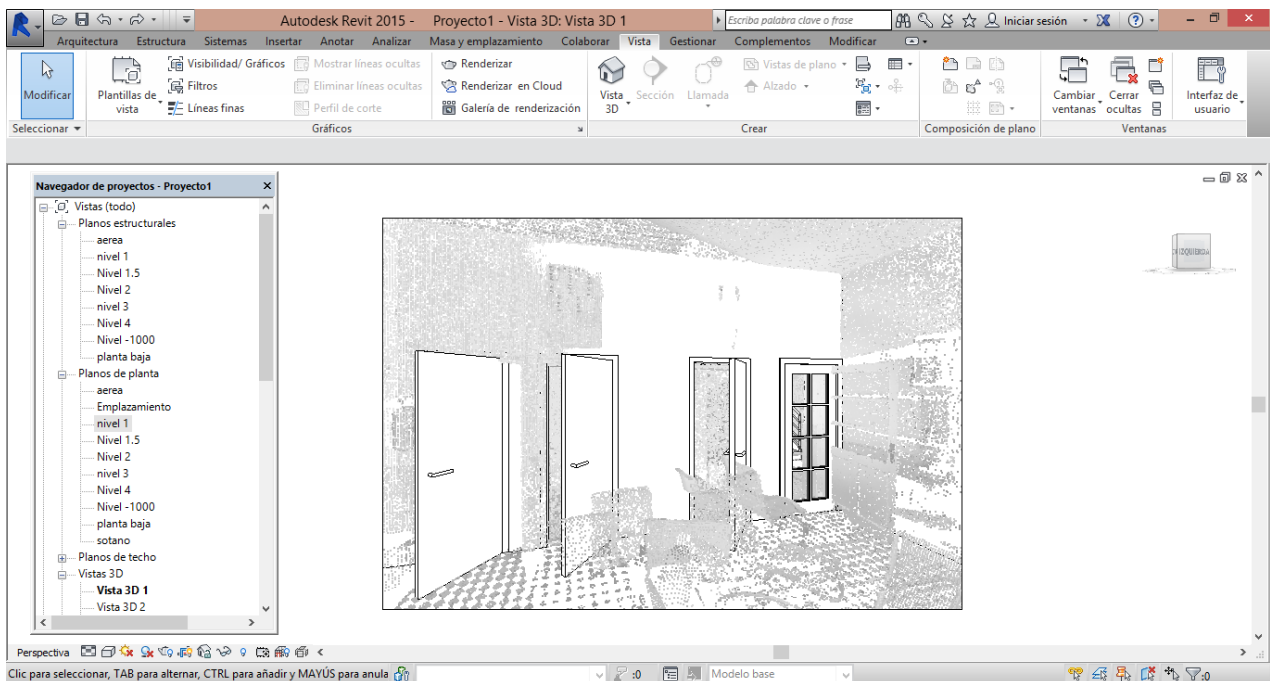 Autodesk Revit 2015 - Proyecto1 - Vista 3D: Vista 3D 1
Escriba palabra clave o frase
Iniciar sesión
Arquitectura Estructura Sistemas Insertar Anotar Analizar Masa y emplazamiento Colaborar Vista Gestionar Complementos Modificar
Modificar
Plantillas de vista
Visibilidad/ Gráficos
Filtros
Líneas finas
Mostrar líneas ocultas
Eliminar líneas ocultas
Perfil de corte
Renderizar
Renderizar en Cloud
Galería de renderización
Vista 3D
Sección
Llamada
Vistas de plano
Alzado
Cambiar ventanas
Cerrar ocultas
Interfaz de usuario
Seleccionar
Gráficos
Crear
Composición de plano
Ventanas
Navegador de proyectos - Proyecto1
Vistas (todo)
Planos estructurales
aerea
nivel 1
Nivel 1.5
Nivel 2
nivel 3
Nivel 4
Nivel -1000
planta baja
Planos de planta
aerea
Emplazamiento
nivel 1
Nivel 1.5
Nivel 2
nivel 3
Nivel 4
Nivel -1000
planta baja
sotano
Planos de techo
Vistas 3D
Vista 3D 1
Vista 3D 2
Perspectiva
Clic para seleccionar, TAB para alternar, CTRL para añadir y MAYÚS para anula
:0
Modelo base
:0